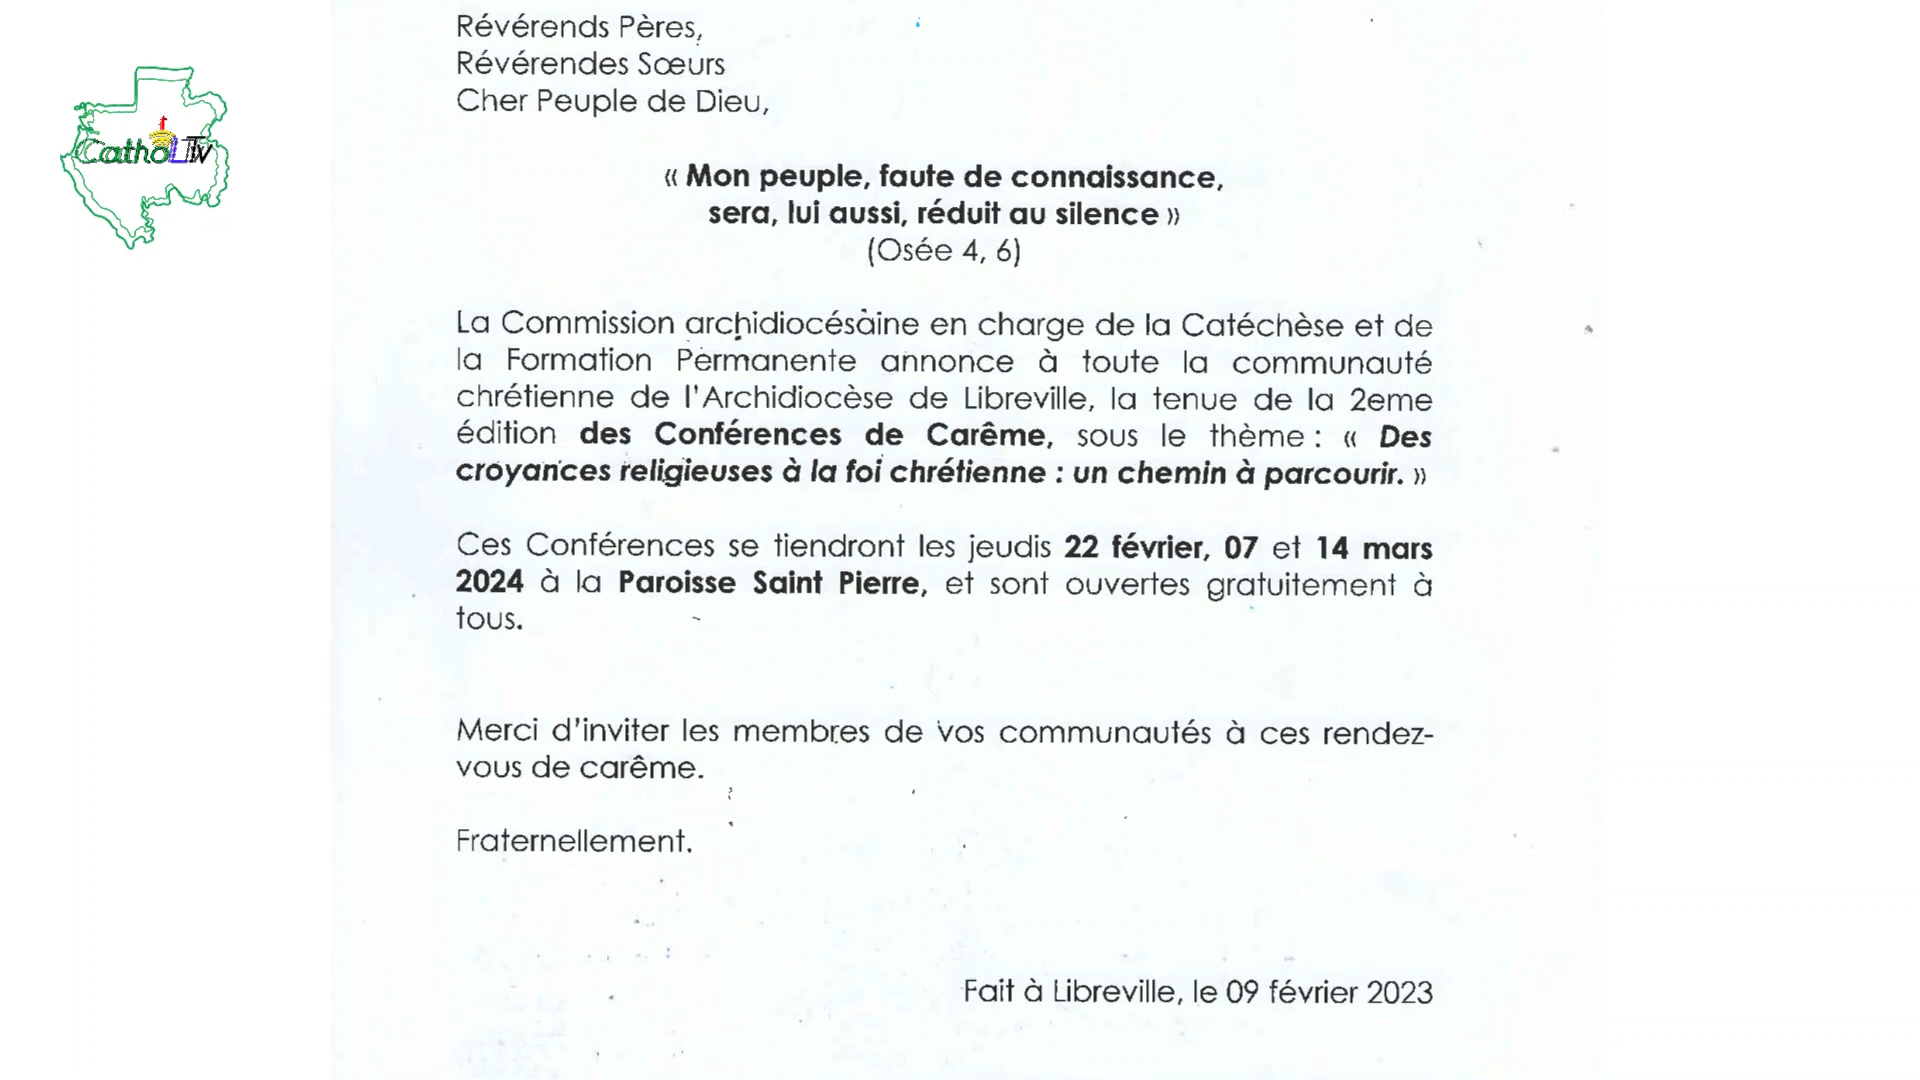 CathoLTv
Révérends Pères,
Révérendes Sœurs
Cher Peuple de Dieu,
« Mon peuple, faute de connaissance,
sera, lui aussi, réduit au silence »
(Osée 4, 6)
La Commission archidiocésaine en charge de la Catéchèse et de
la Formation Permanente annonce à toute la communauté
chrétienne de l'Archidiocèse de Libreville, la tenue de la 2eme
édition des Conférences de Carême, sous le thème : « Des
croyances religieuses à la foi chrétienne : un chemin à parcourir. »
Ces Conférences se tiendront les jeudis 22 février, 07 et 14 mars
2024 à la Paroisse Saint Pierre, et sont ouvertes gratuitement à
tous.
Merci d'inviter les membres de vos communautés à ces rendez-
vous de carême.
Fraternellement.
Fait à Libreville, le 09 février 2023